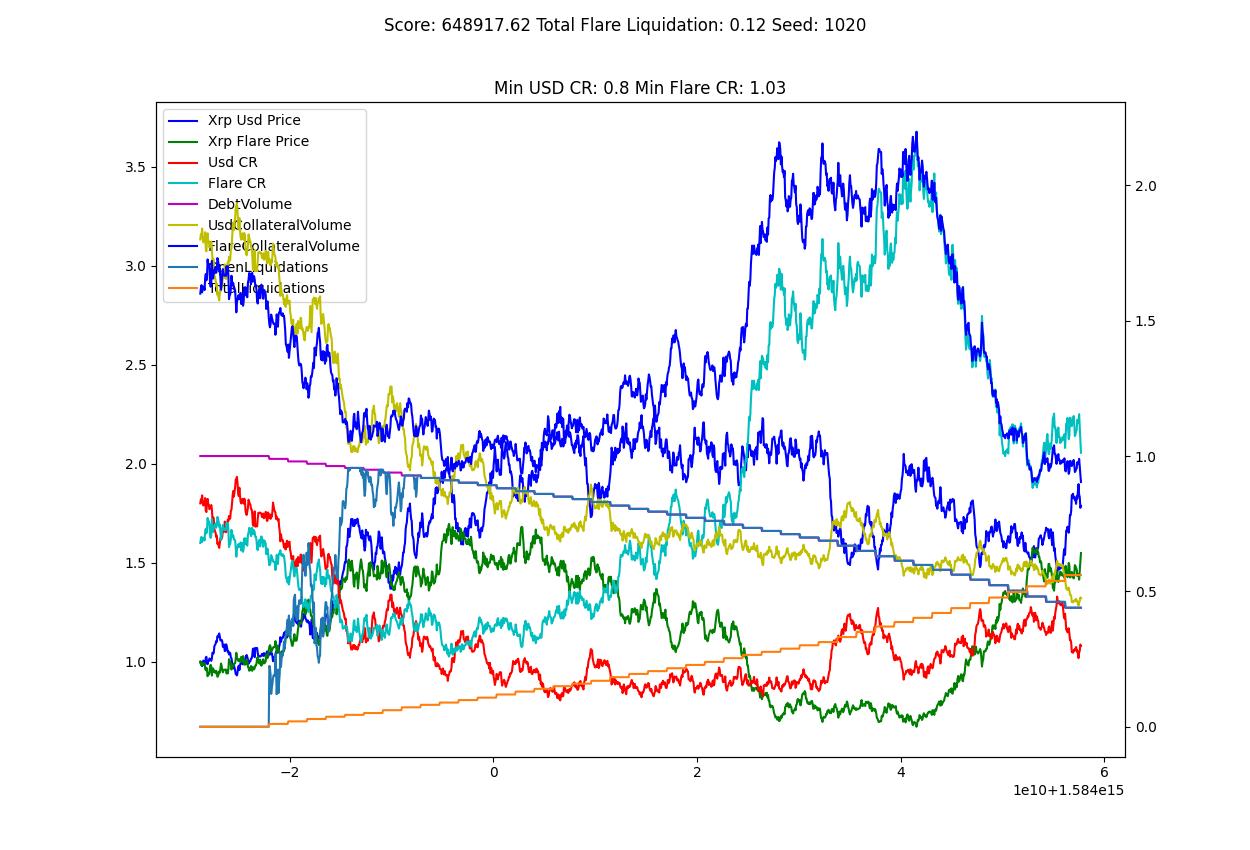 Score: 648917.62 Total Flare Liquidation: 0.12 Seed: 1020
Min USD CR: 0.8 Min Flare CR: 1.03
Xrp Usd Price
Xrp Flare Price
Usd CR
Flare CR
DebtVolume
UsdCollateralVolume
FlareCollateralVolume
OpenLiquidations
TotalLiquidations
3.5
3.0
2.5
2.0
1.5
1.0
2.0
1.5
1.0
0.5
0.0
−2
0
2
4
6
1e10+1.584e15